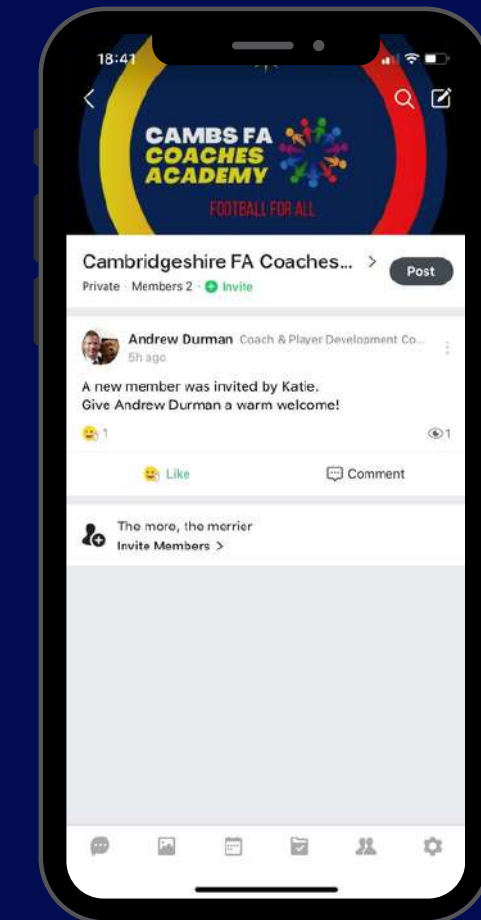 18:41
CAMBS FA
COACHES
ACADEMY
FOOTBALL FOR ALL
Cambridgeshire FA Coaches... >
Post
Private · Members 2 · Invite
Andrew Durman Coach & Player Development Co...
5h ago
A new member was invited by Katie.
Give Andrew Durman a warm welcome!
1
1
Like
Comment
The more, the merrier
Invite Members >